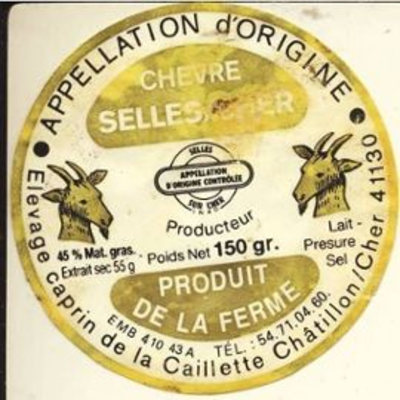 APPELLATION d'ORIGINE
CHEVRE
SELLES/CHER
SELLES
APPELLATION
D'ORIGINE CONTRÔLÉE
SUR CHER
Producteur
45 % Mat. gras. - Poids Net 150 gr.
Extrait sec 55 g
Lait -
Presure
Sel
PRODUIT
DE LA FERME
EMB 410 43 A TÉL. : 54.71.04.60.
Elevage caprin de la Caillette Châtillon/Cher 41130